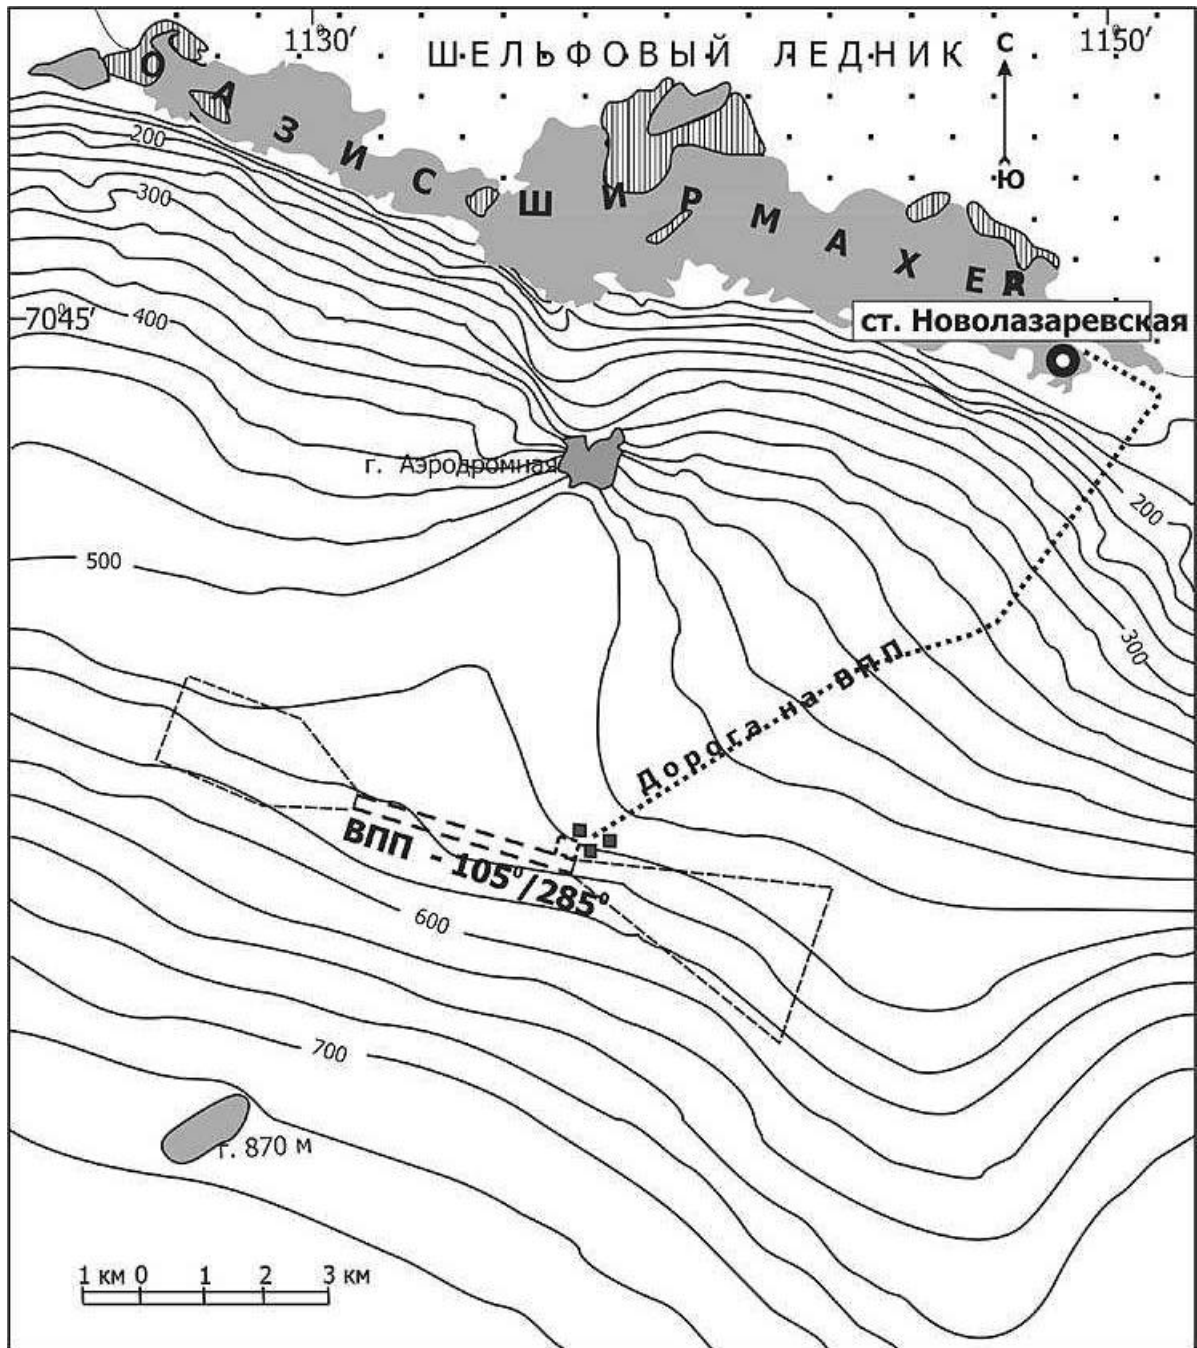 11°30′
ШЕЛЬФОВЫЙ ЛЕДНИК
С
11°50′
Ю
ОАЗИС ШИРМАХЕРА
200
300
400
70°45′
ст. Новолазаревская
г. Аэродромная
500
200
300
Дорога на ВПП
ВПП - 105°/285°
600
700
г. 870 м
1 км 0 1 2 3 км